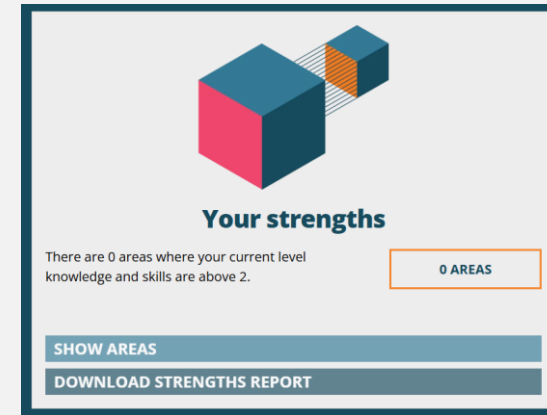 Your strengths
There are 0 areas where your current level
knowledge and skills are above 2.
0 AREAS
SHOW AREAS
DOWNLOAD STRENGTHS REPORT